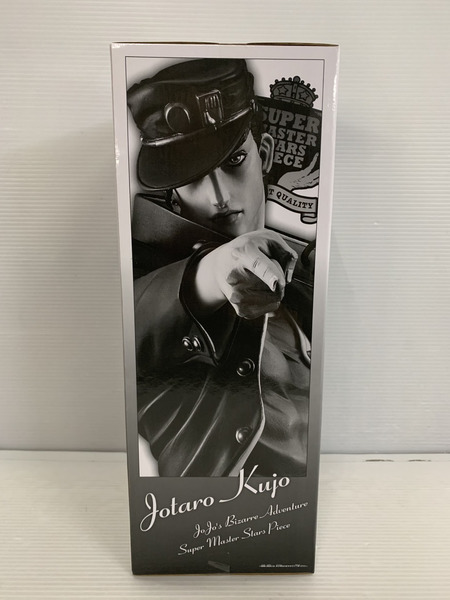 SUPER
MASTER
STARS
PIECE
QUALITY
Jotaro Kujo
JoJo's Bizarre Adventure
Super Master Stars Piece